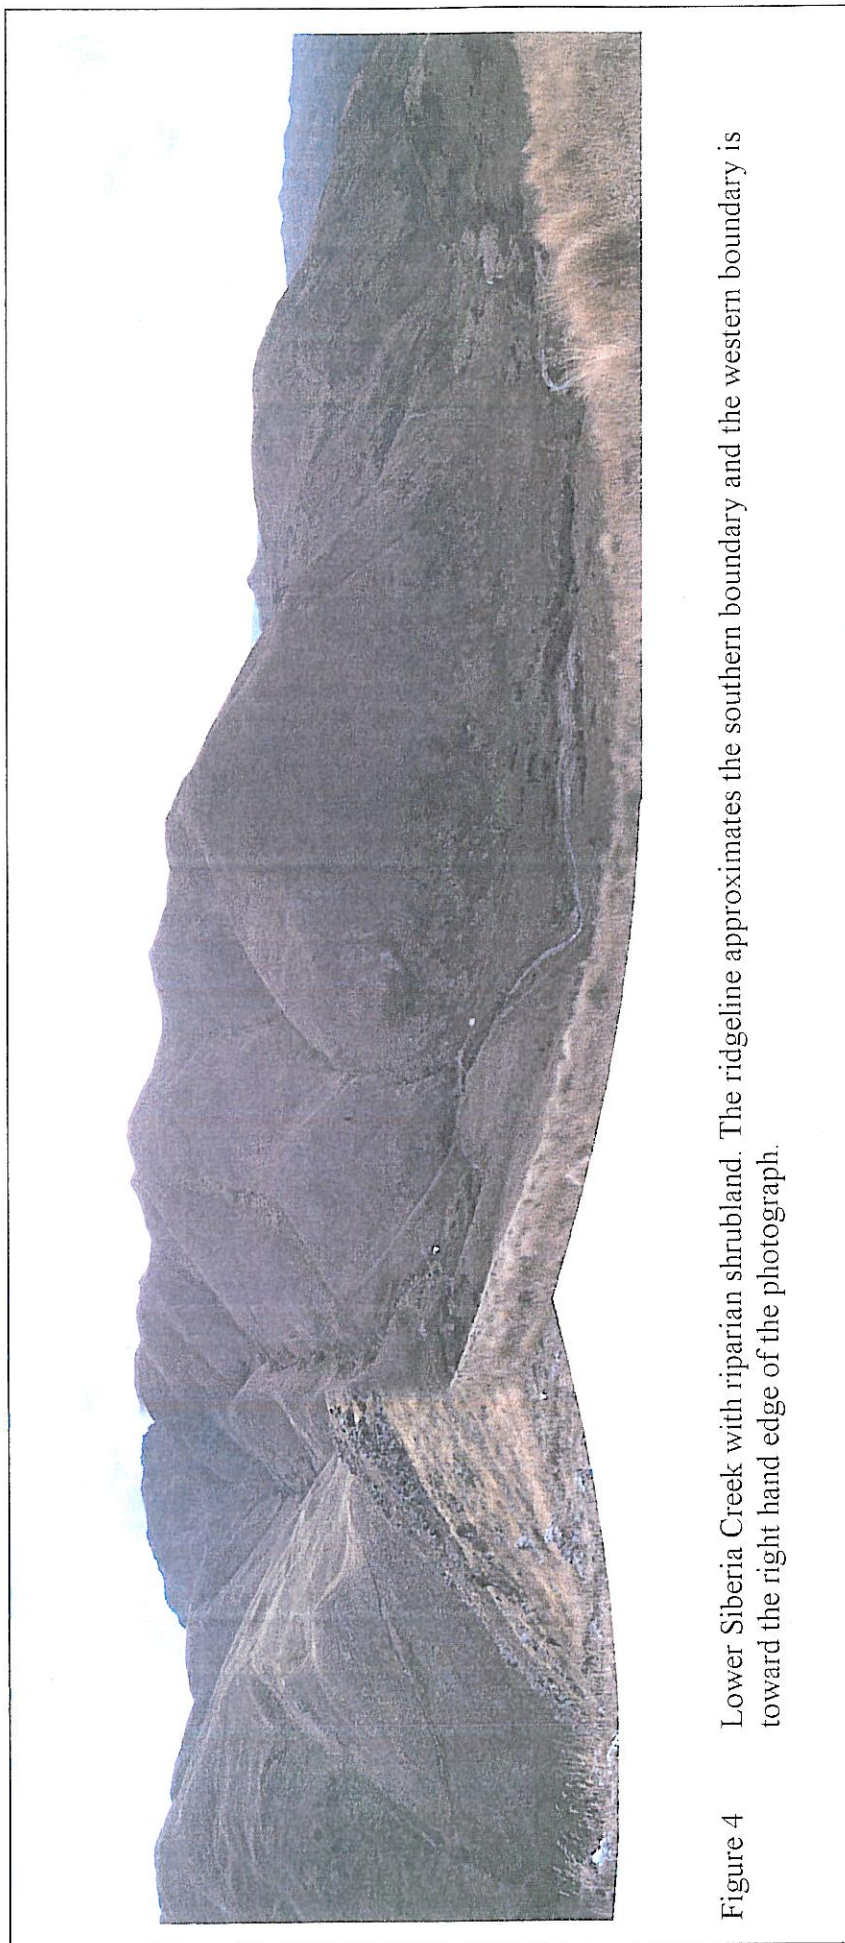 Figure 4 Lower Siberia Creek with riparian shrubland. The ridgeline approximates the southern boundary and the western boundary is
toward the right hand edge of the photograph.